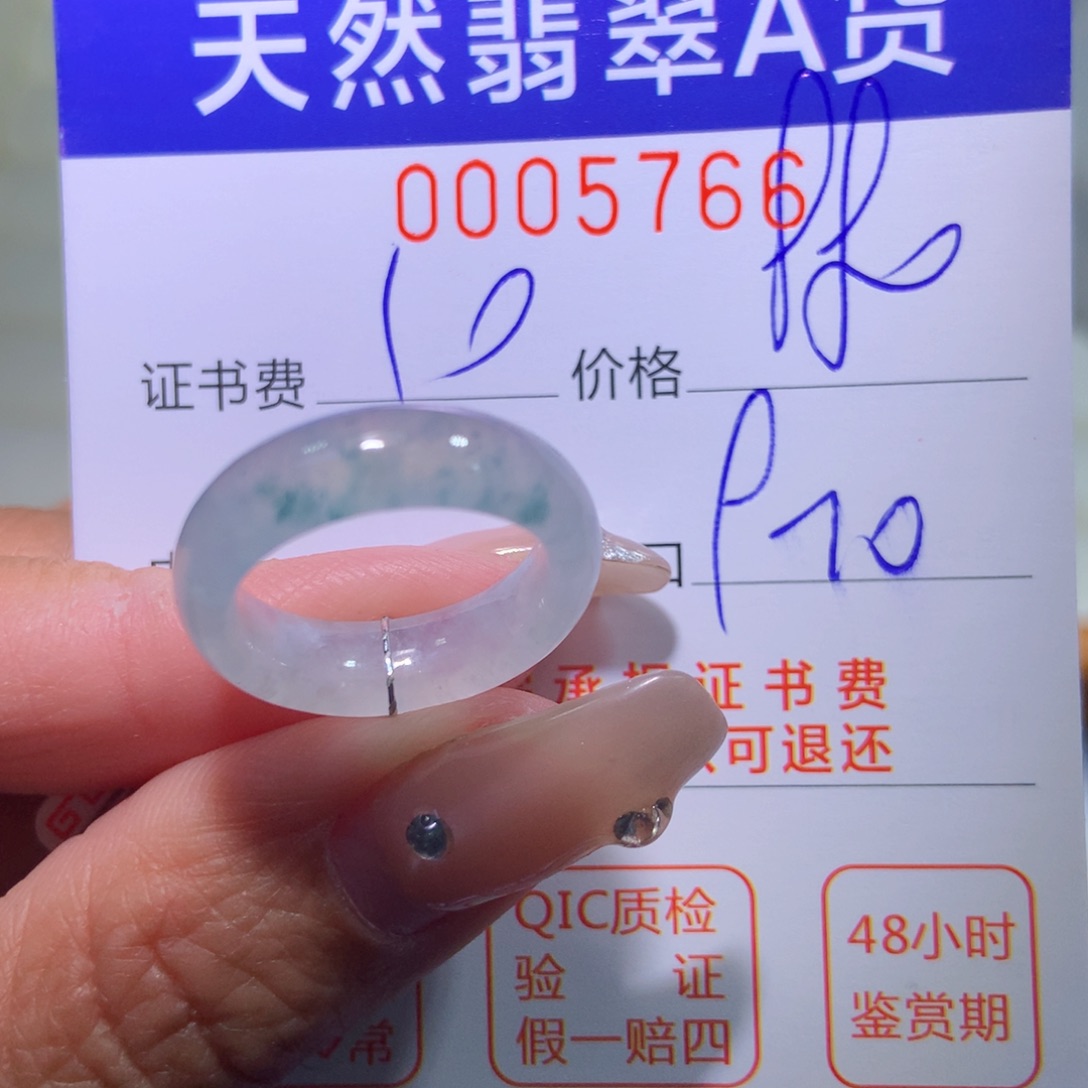 天然翡翠A货
0005766
证书费 10 价格
口
证书费
可退还
QIC质检
验 证
假一赔四
48小时
鉴赏期
常